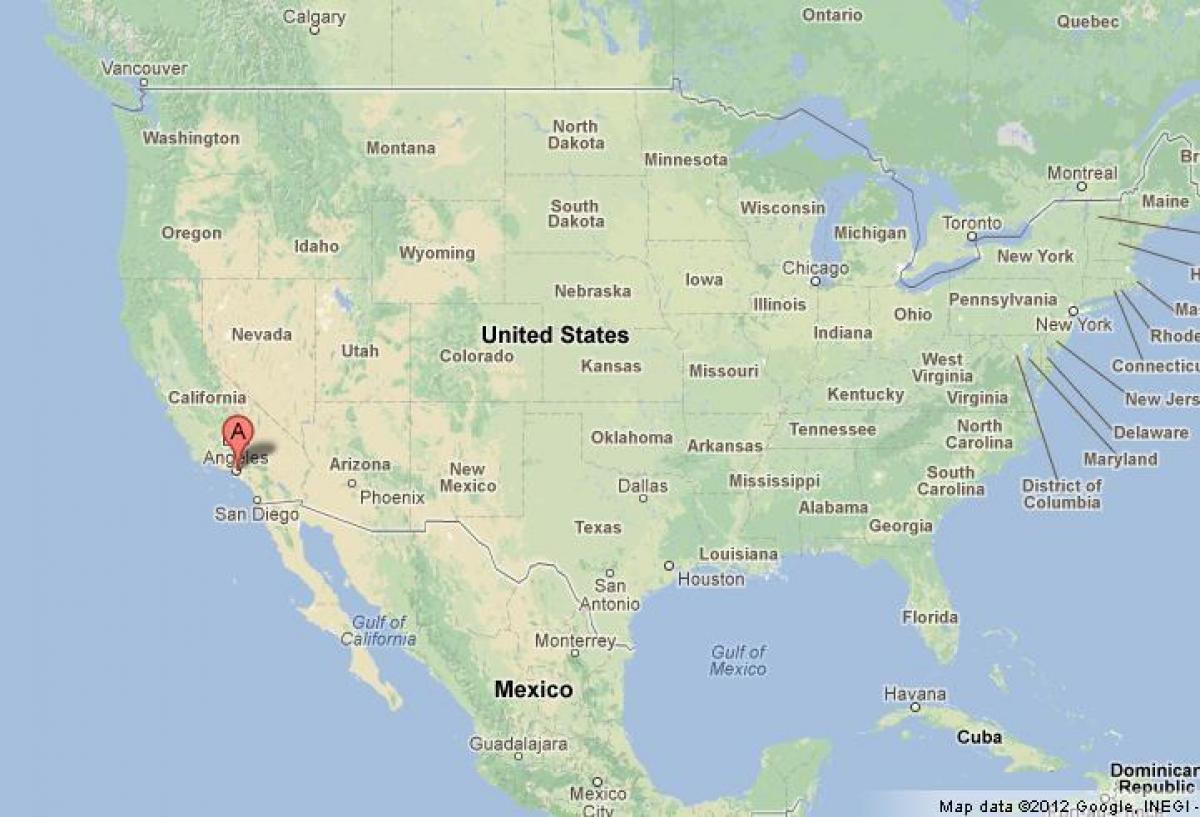 Calgary
Ontario
Quebec
Vancouver
Washington
Montana
North
Dakota
Minnesota
Montreal
Br
Maine
South
Dakota
Wisconsin
Michigan
Toronto
Oregon
Idaho
Wyoming
New York
Chicago
Iowa
H
Nebraska
Illinois
Ohio
Pennsylvania
Mas
New York
Nevada
United States
Indiana
Rhode
Utah
Colorado
Kansas
Missouri
West
Virginia
Connecticu
California
Kentucky
Virginia
New Jers
A
Oklahoma
Arkansas
Tennessee
North
Carolina
Delaware
Angeles
Arizona
New
Mexico
Maryland
Phoenix
Dallas
Mississippi
South
Carolina
District of
Columbia
San Diego
Texas
Alabama
Georgia
Louisiana
Houston
San
Antonio
Gulf of
California
Florida
Monterrey
Gulf of
Mexico
Mexico
Havana
Cuba
Guadalajara
Dominican
Republic
Mexico
City
Map data ©2012 Google, INEGI -